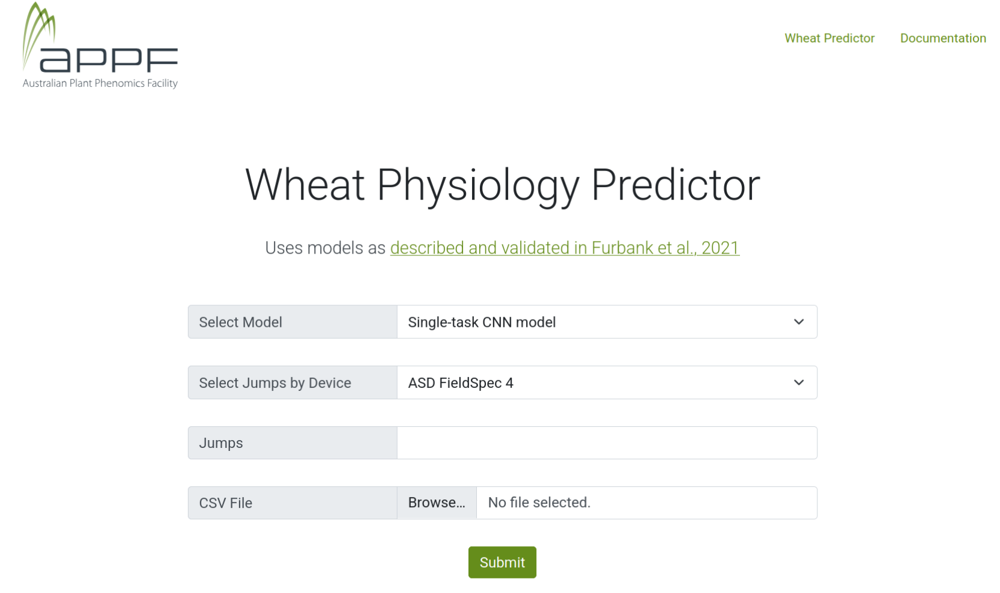 appf
Australian Plant Phenomics Facility
Wheat Predictor
Documentation
Wheat Physiology Predictor
Uses models as described and validated in Furbank et al., 2021
Select Model
Single-task CNN model
Select Jumps by Device
ASD FieldSpec 4
Jumps
CSV File
Browse...
No file selected.
Submit